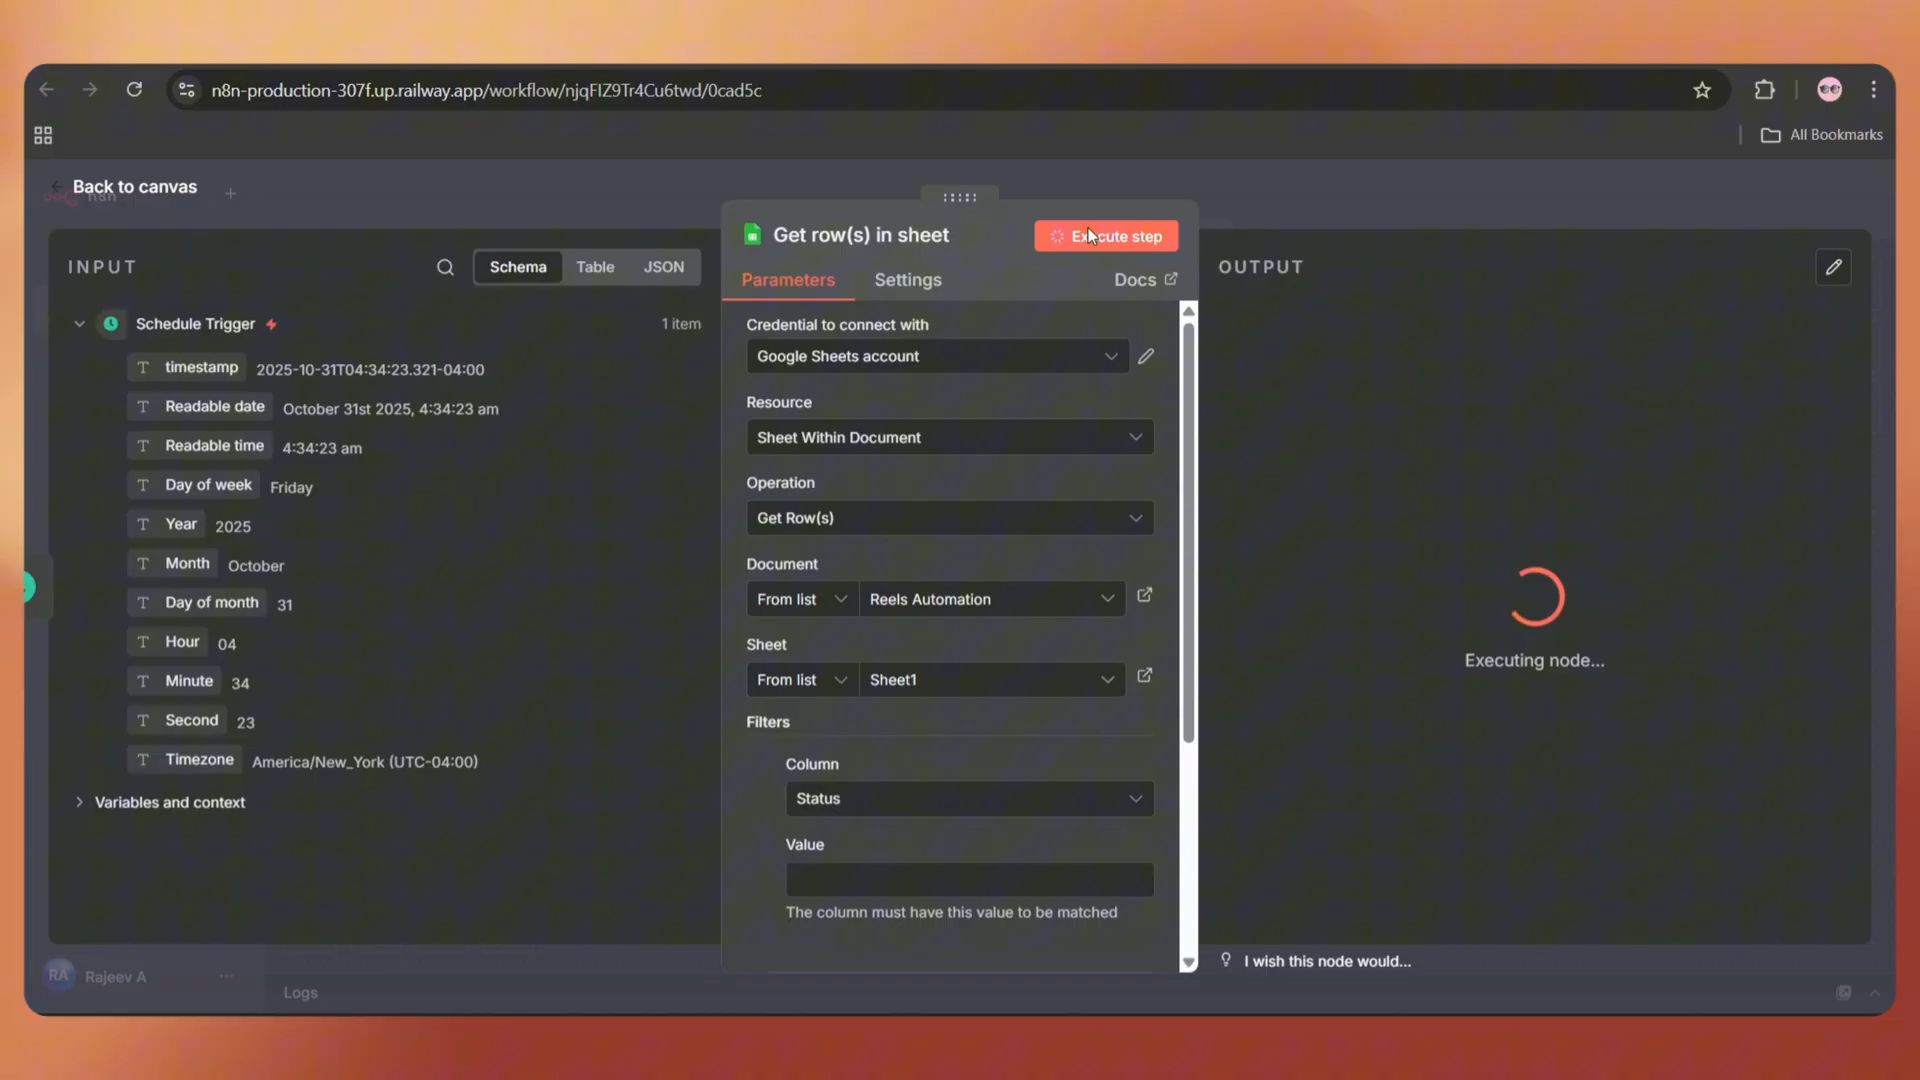 n8n-production-307f.up.railway.app/workflow/njqFIZ9Tr4Cu6twd/0cad5c
All Bookmarks
Back to canvas
n8n
INPUT
Schema
Table
JSON
Schedule Trigger
1 item
T timestamp 2025-10-31T04:34:23.321-04:00
T Readable date October 31st 2025, 4:34:23 am
T Readable time 4:34:23 am
T Day of week Friday
T Year 2025
T Month October
T Day of month 31
T Hour 04
T Minute 34
T Second 23
T Timezone America/New_York (UTC-04:00)
Variables and context
RA Rajeev A
Logs
Get row(s) in sheet
Execute step
Parameters
Settings
Docs
Credential to connect with
Google Sheets account
Resource
Sheet Within Document
Operation
Get Row(s)
Document
From list
Reels Automation
Sheet
From list
Sheet1
Filters
Column
Status
Value
The column must have this value to be matched
OUTPUT
Executing node...
I wish this node would...